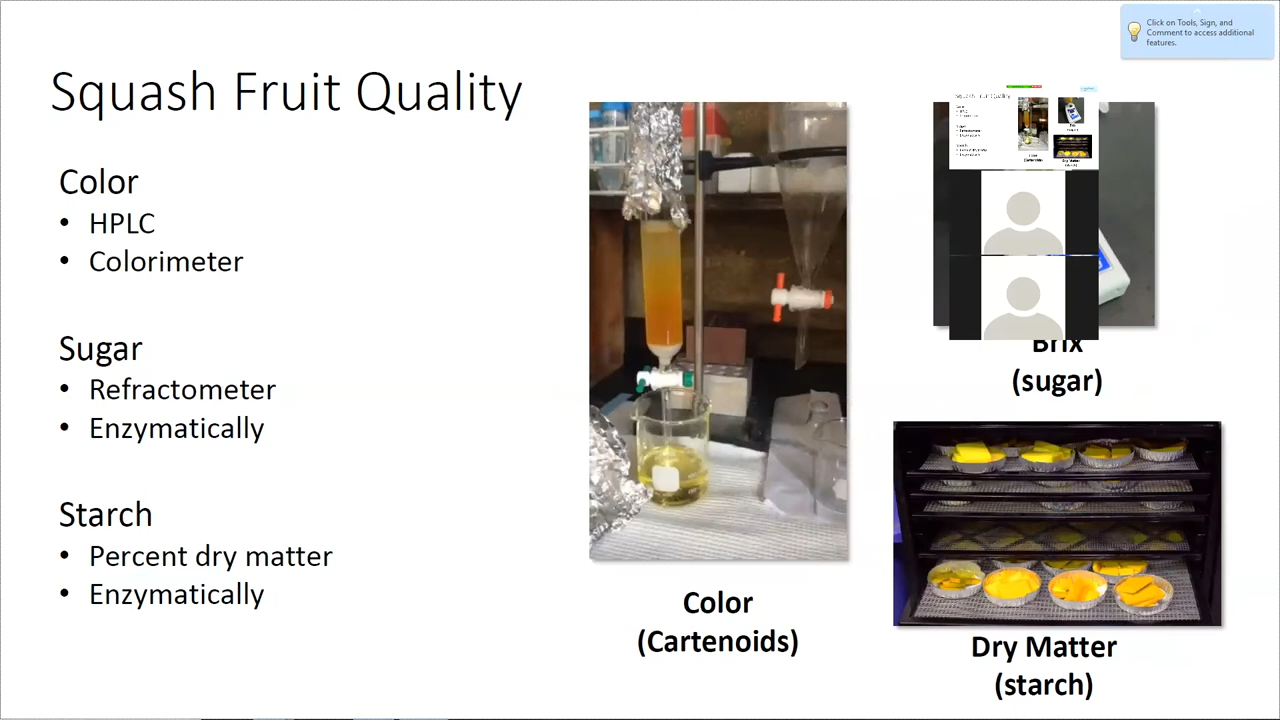 Click on Tools, Sign, and
Comment to access additional
features.
Squash Fruit Quality
Color
• HPLC
• Colorimeter
Sugar
• Refractometer
• Enzymatically
Starch
• Percent dry matter
• Enzymatically
Color
(Cartenoids)
Brix
(sugar)
Dry Matter
(starch)